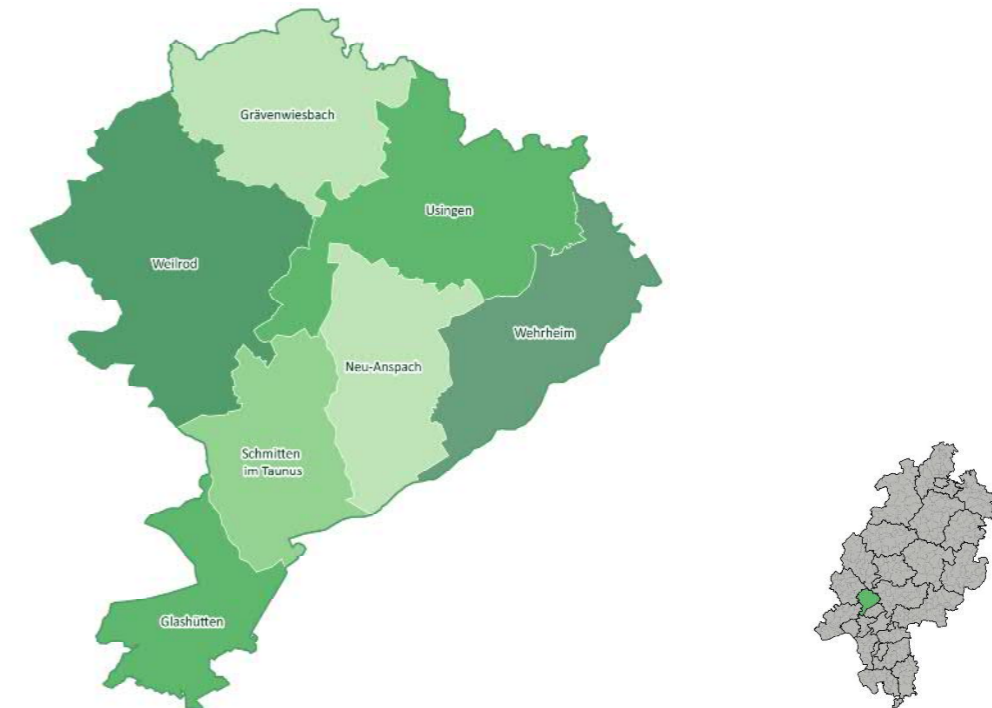 Grävenwiesbach
Usingen
Weilrod
Wehrheim
Neu-Anspach
Schmitten
im Taunus
Glashütten